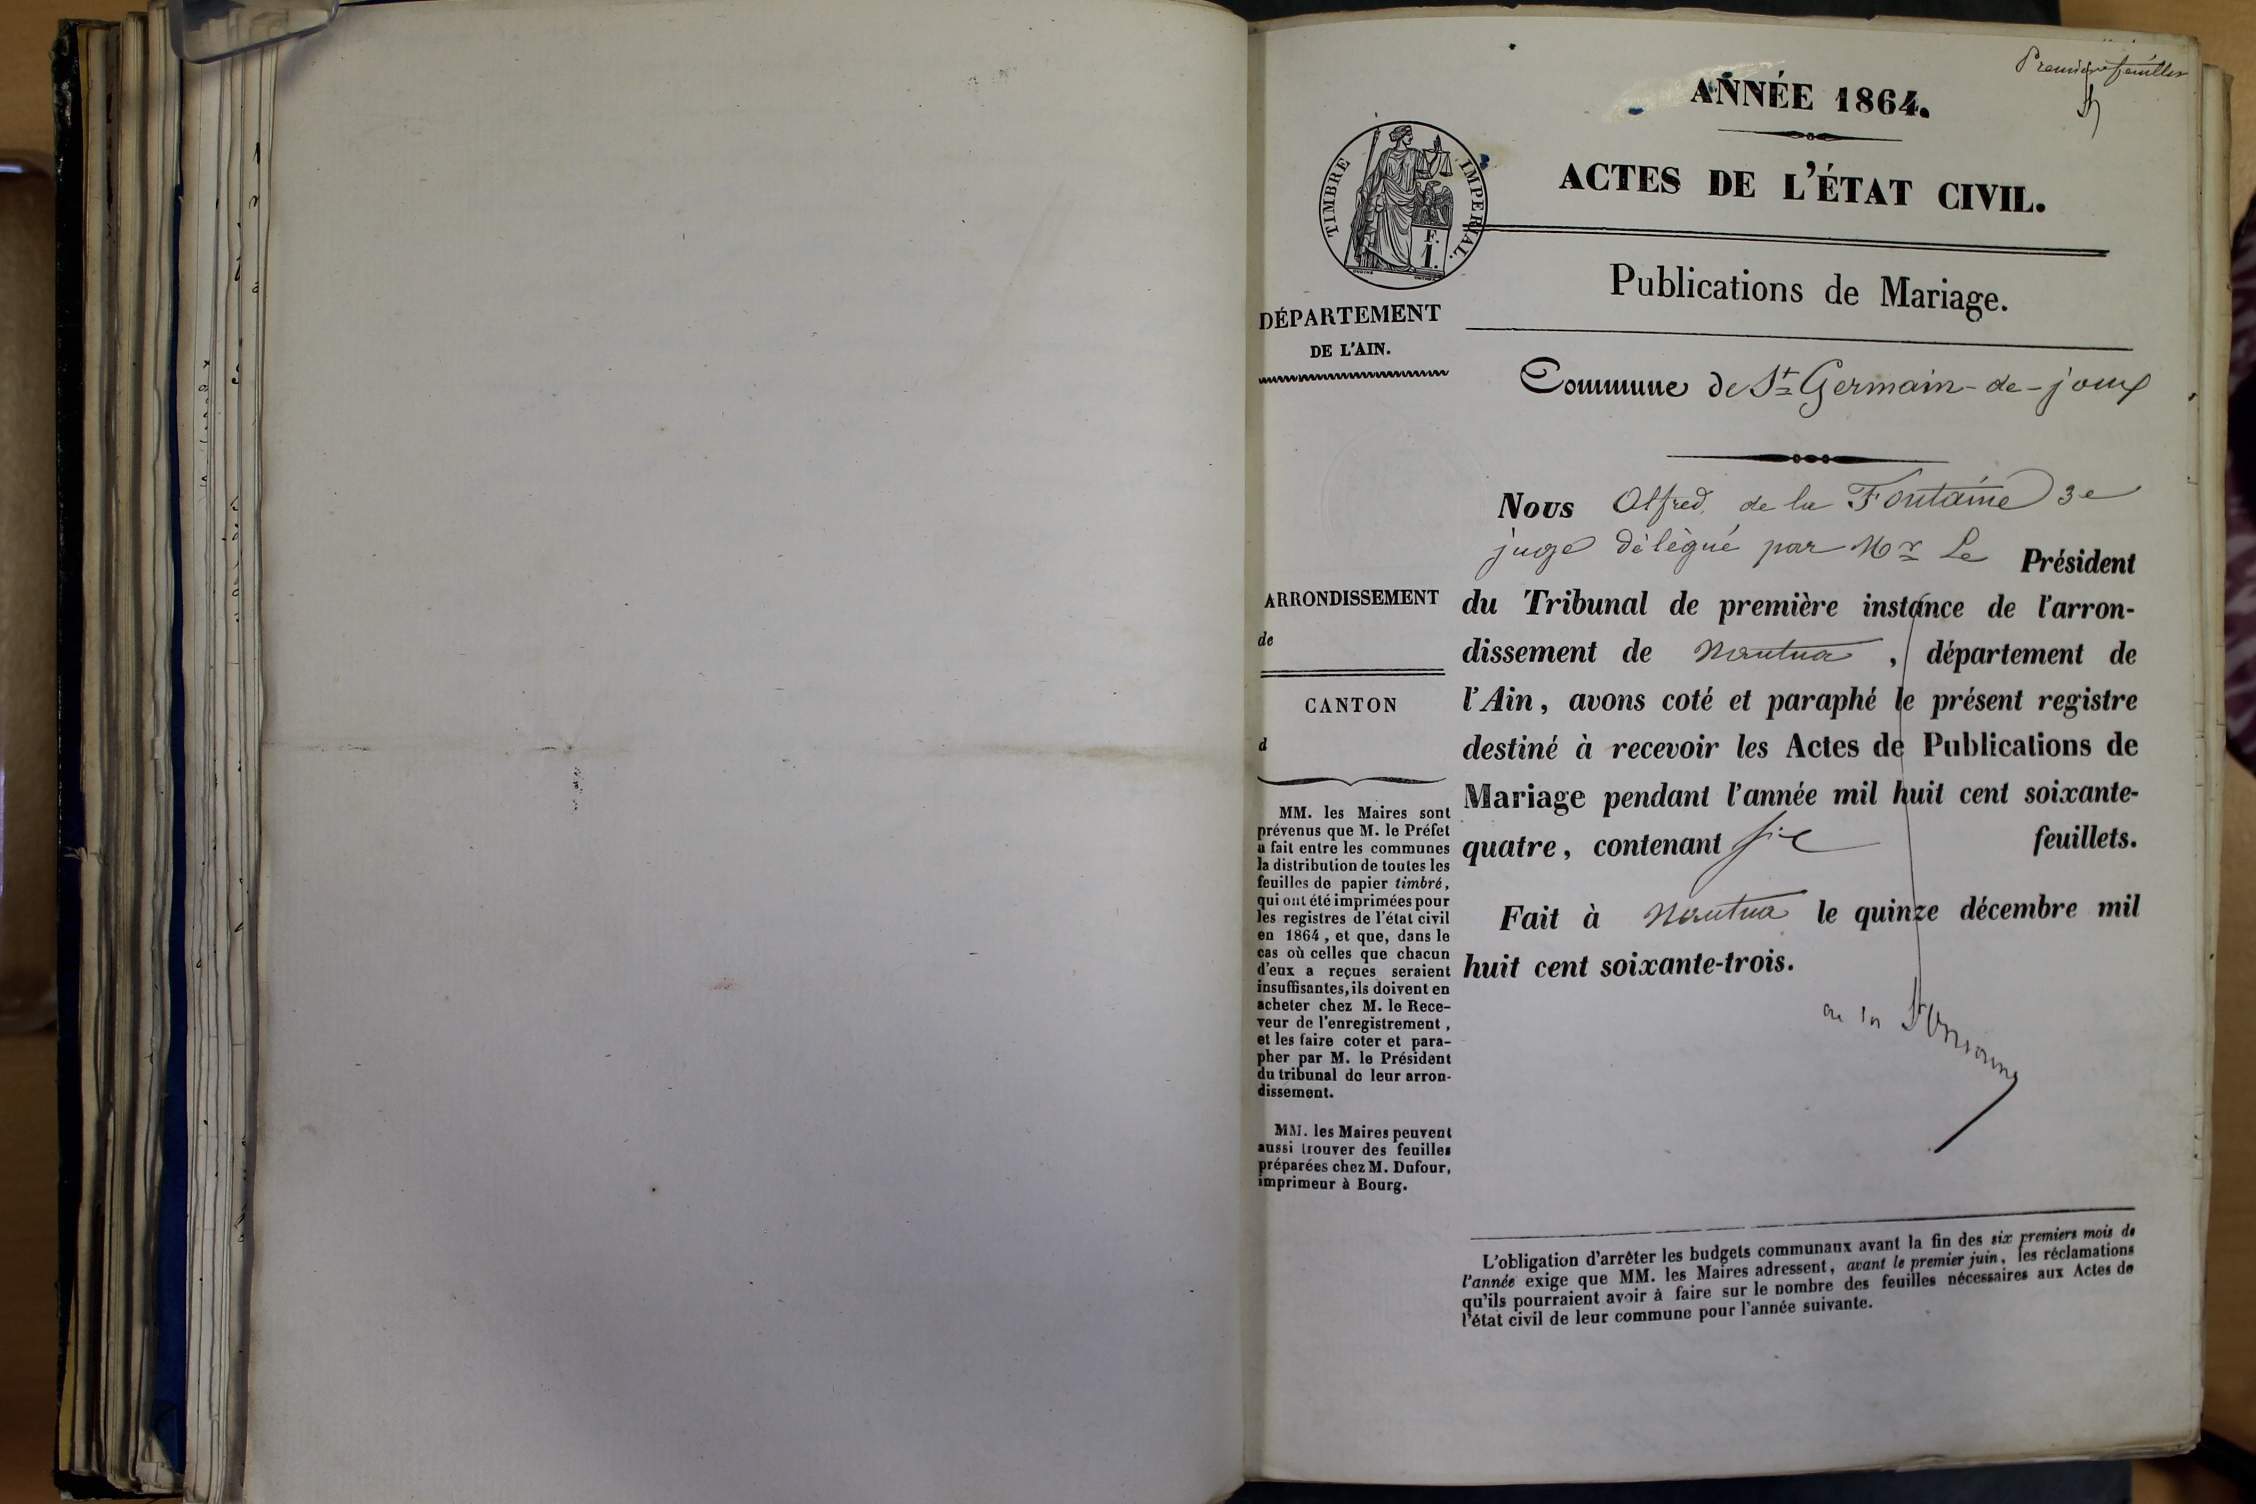 Premier feuillet
ANNÉE 1864.
ACTES DE L'ÉTAT CIVIL.
TIMBRE IMPERIAL.
F.
1.
Publications de Mariage.
DÉPARTEMENT
DE L'AIN.
Commune de St Germain-de-joux
ARRONDISSEMENT
de
CANTON
d
MM. les Maires sont
prévenus que M. le Préfet
a fait entre les communes
la distribution de toutes les
feuilles de papier timbré,
qui ont été imprimées pour
les registres de l'état civil
en 1864, et que, dans le
cas où celles que chacun
d'eux a reçues seraient
insuffisantes, ils doivent en
acheter chez M. le Rece-
veur de l'enregistrement,
et les faire coter et para-
pher par M. le Président
du tribunal de leur arron-
dissement.
MM. les Maires peuvent
aussi trouver des feuilles
préparées chez M. Dufour,
imprimeur à Bourg.
Nous Alfred de la Fontaine 3e
juge délègué par Mr Le Président
du Tribunal de première instance de l'arron-
dissement de Nantua, département de
l'Ain, avons coté et paraphé le présent registre
destiné à recevoir les Actes de Publications de
Mariage pendant l'année mil huit cent soixante-
quatre, contenant six feuillets.
Fait à Nantua le quinze décembre mil
huit cent soixante-trois.
L'obligation d'arrêter les budgets communaux avant la fin des six premiers mois de
l'année exige que MM. les Maires adressent, avant le premier juin, les réclamations
qu'ils pourraient avoir à faire sur le nombre des feuilles nécessaires aux Actes de
l'état civil de leur commune pour l'année suivante.